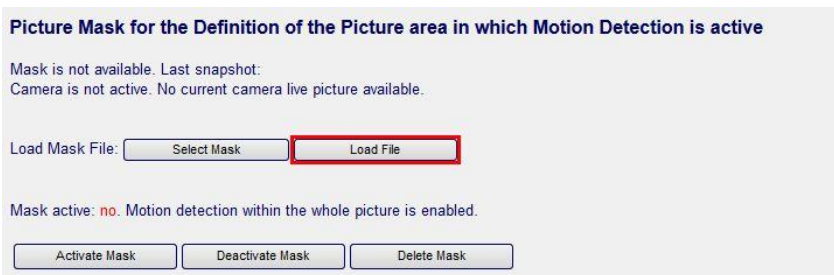 Picture Mask for the Definition of the Picture area in which Motion Detection is active
Mask is not available. Last snapshot:
Camera is not active. No current camera live picture available.
Load Mask File: Select Mask Load File
Mask active: no. Motion detection within the whole picture is enabled.
Activate Mask Deactivate Mask Delete Mask